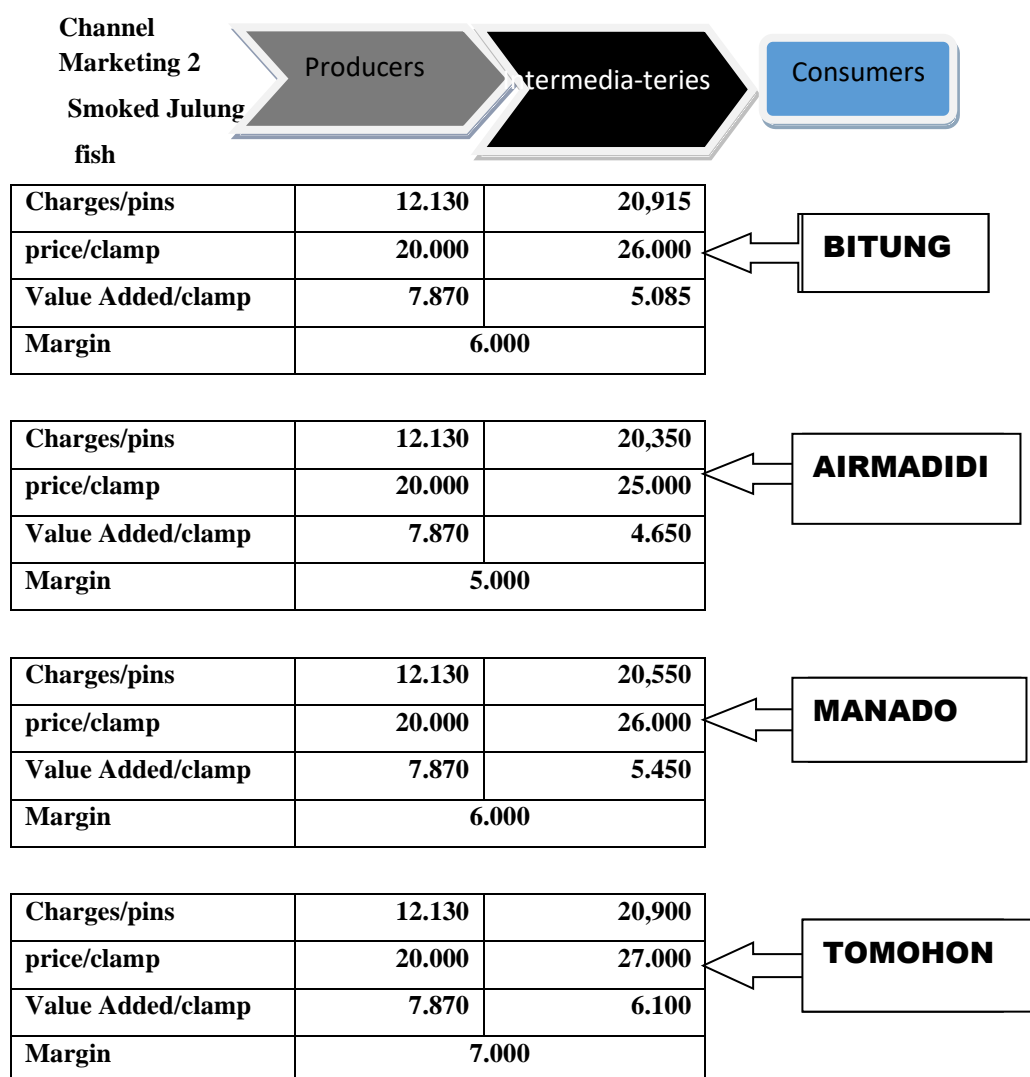 Channel
Marketing 2
Smoked Julung
fish
Producers
ntermedia-teries
Consumers
Charges/pins 12.130 20,915
price/clamp 20.000 26.000
Value Added/clamp 7.870 5.085
Margin 6.000
BITUNG
Charges/pins 12.130 20,350
price/clamp 20.000 25.000
Value Added/clamp 7.870 4.650
Margin 5.000
AIRMADIDI
Charges/pins 12.130 20,550
price/clamp 20.000 26.000
Value Added/clamp 7.870 5.450
Margin 6.000
MANADO
Charges/pins 12.130 20,900
price/clamp 20.000 27.000
Value Added/clamp 7.870 6.100
Margin 7.000
TOMOHON